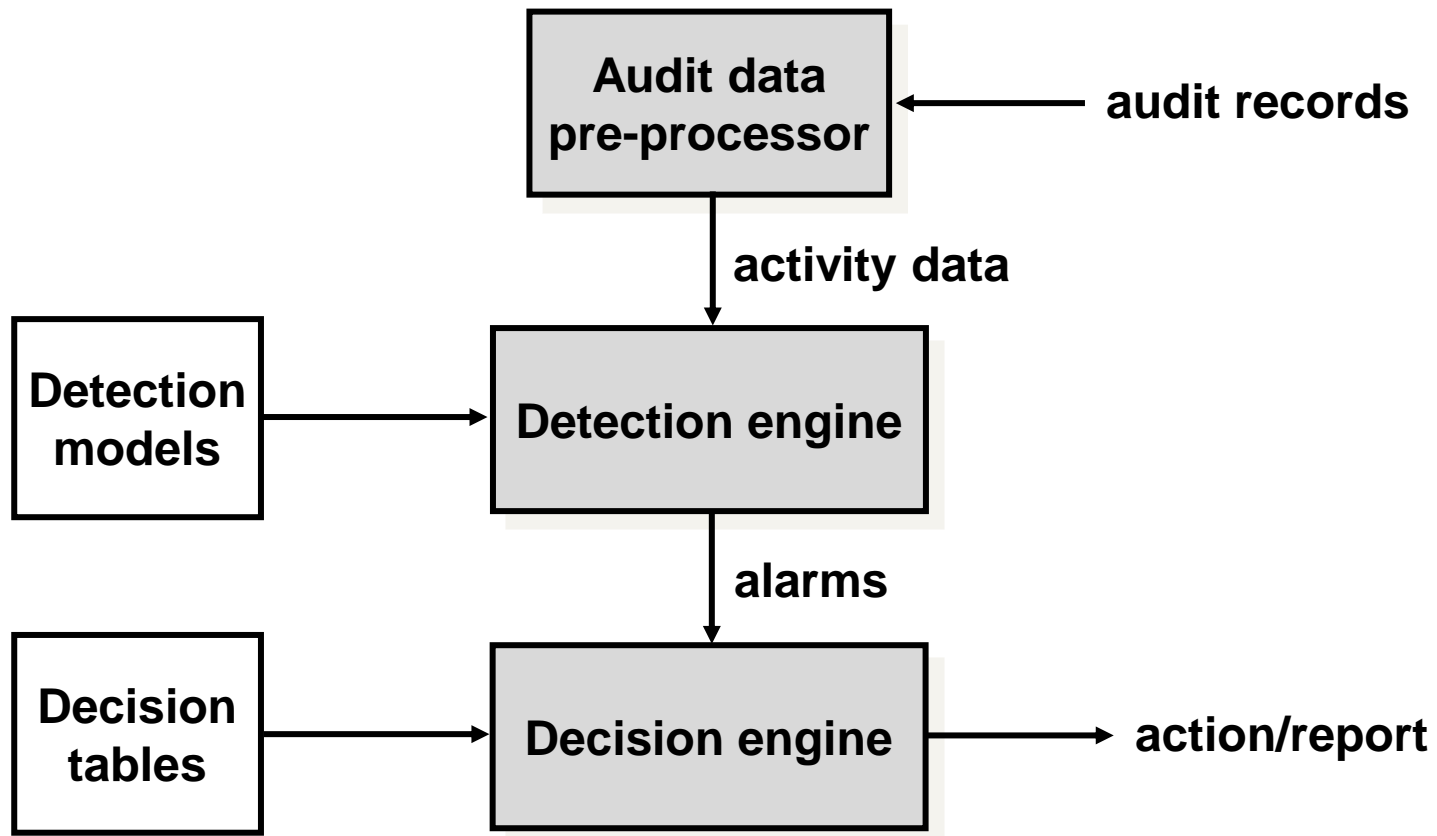 Audit data
pre-processor
audit records
activity data
Detection
models
Detection engine
alarms
Decision
tables
Decision engine
action/report